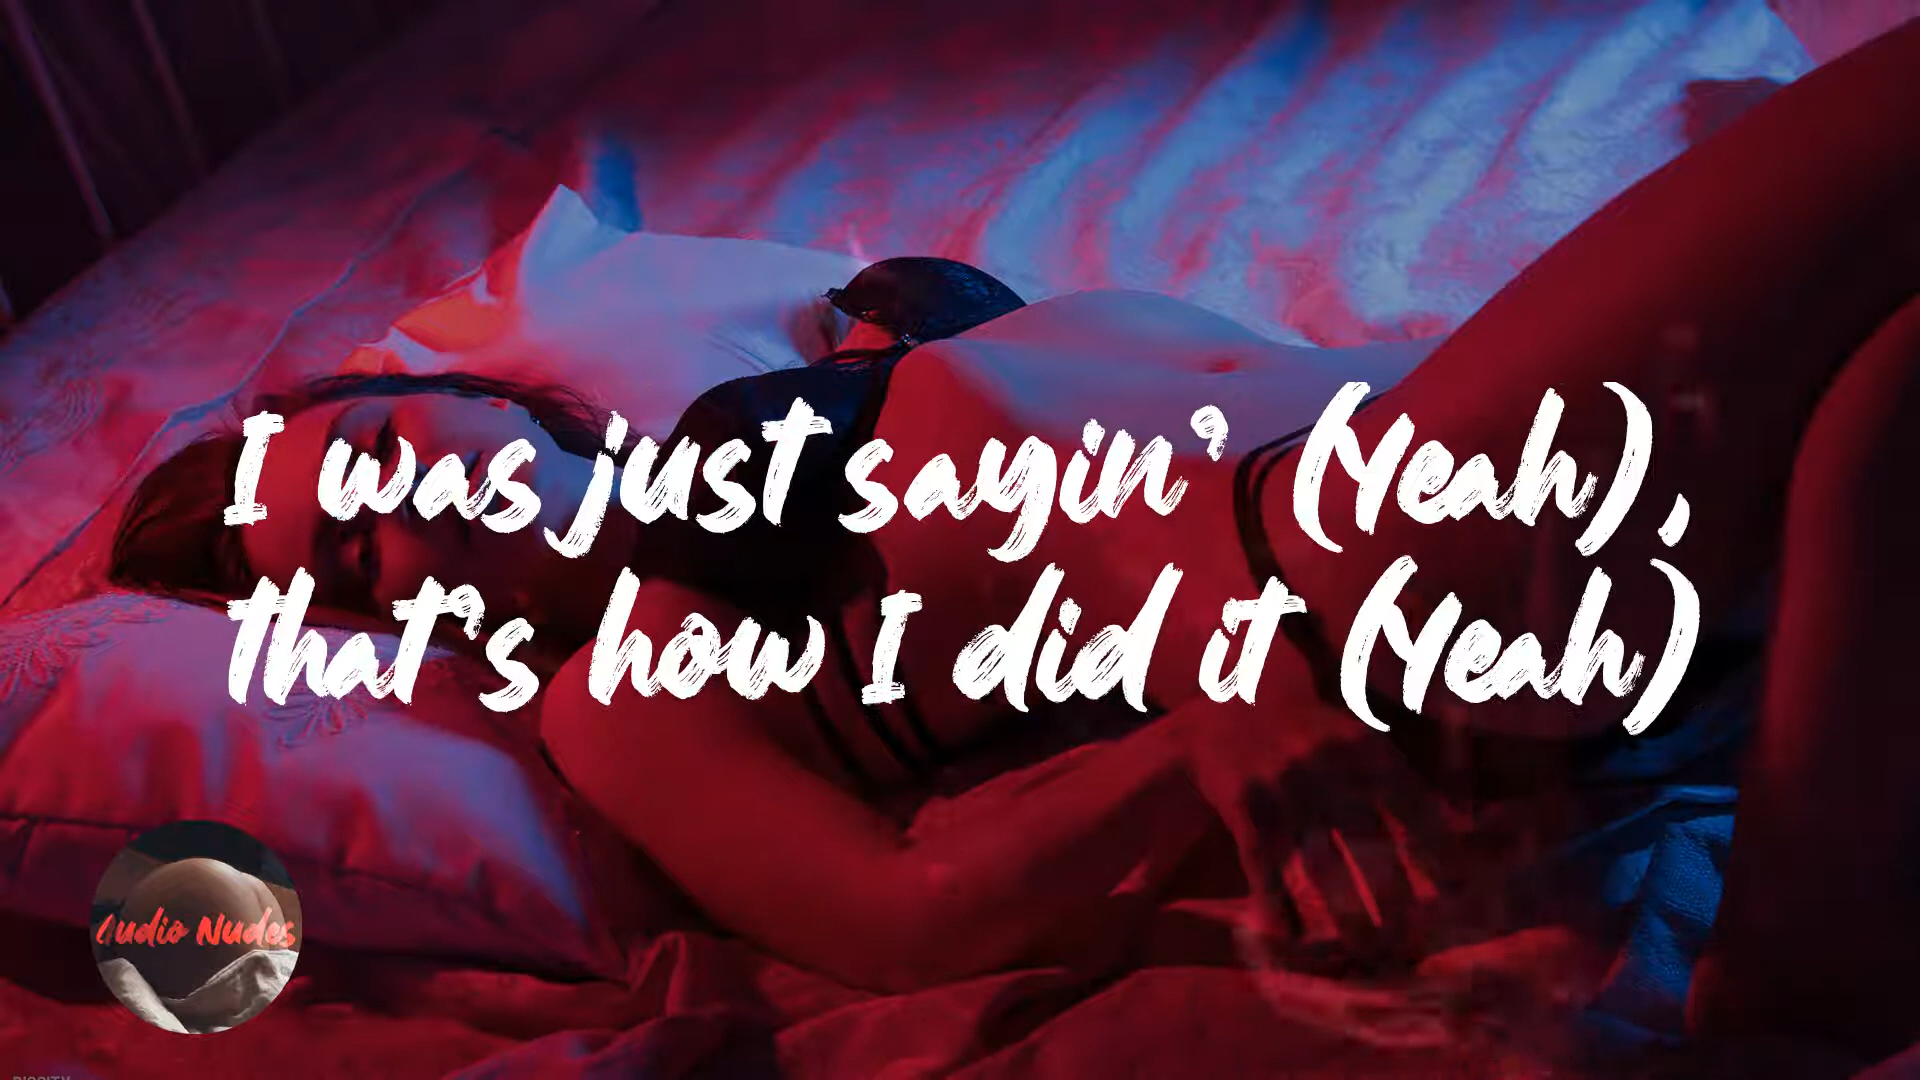 I was just sayin' (Yeah),
that's how I did it (Yeah)
Audio Nudes